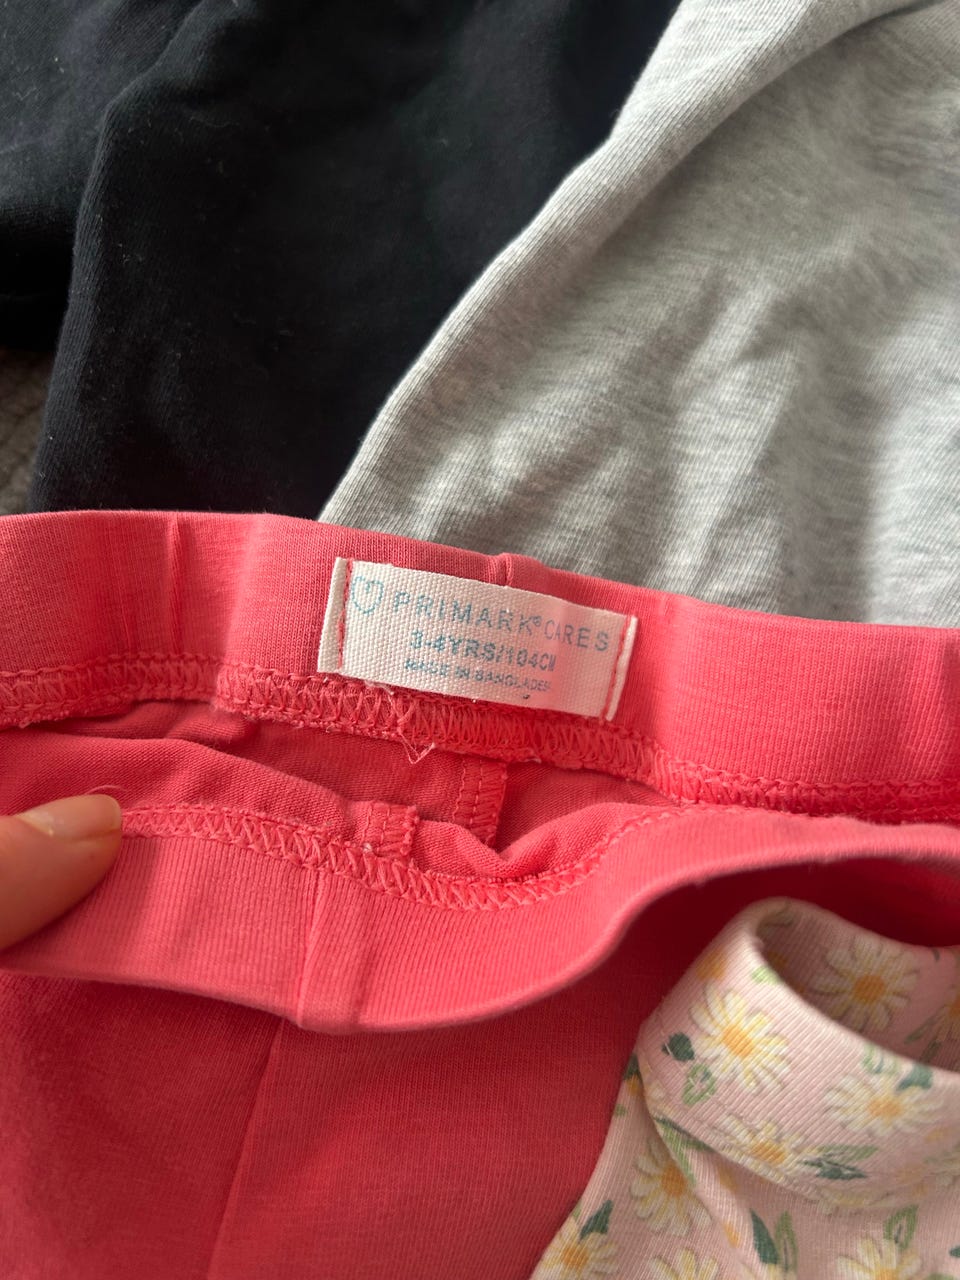 PRIMARK® CARES
3-4YRS/104CM
MADE IN BANGLADESH